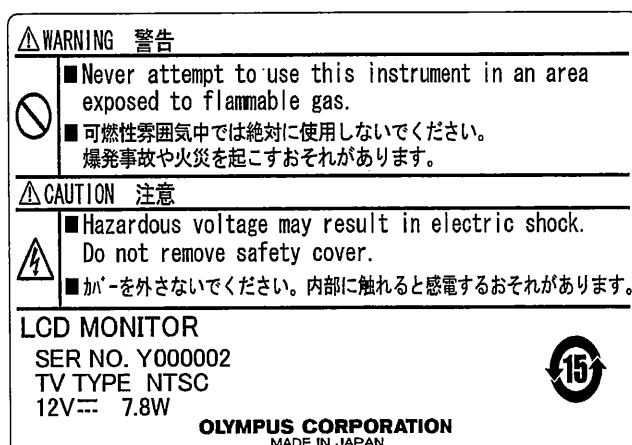 ⚠WARNING 警告
■Never attempt to use this instrument in an area
exposed to flammable gas.
■可燃性雰囲気中では絶対に使用しないでください。
爆発事故や火災を起こすおそれがあります。
⚠CAUTION 注意
■Hazardous voltage may result in electric shock.
Do not remove safety cover.
■ｶﾊﾞｰを外さないでください。内部に触れると感電するおそれがあります。
LCD MONITOR
SER NO. Y000002
TV TYPE NTSC
12V⎓ 7.8W
15
OLYMPUS CORPORATION
MADE IN JAPAN